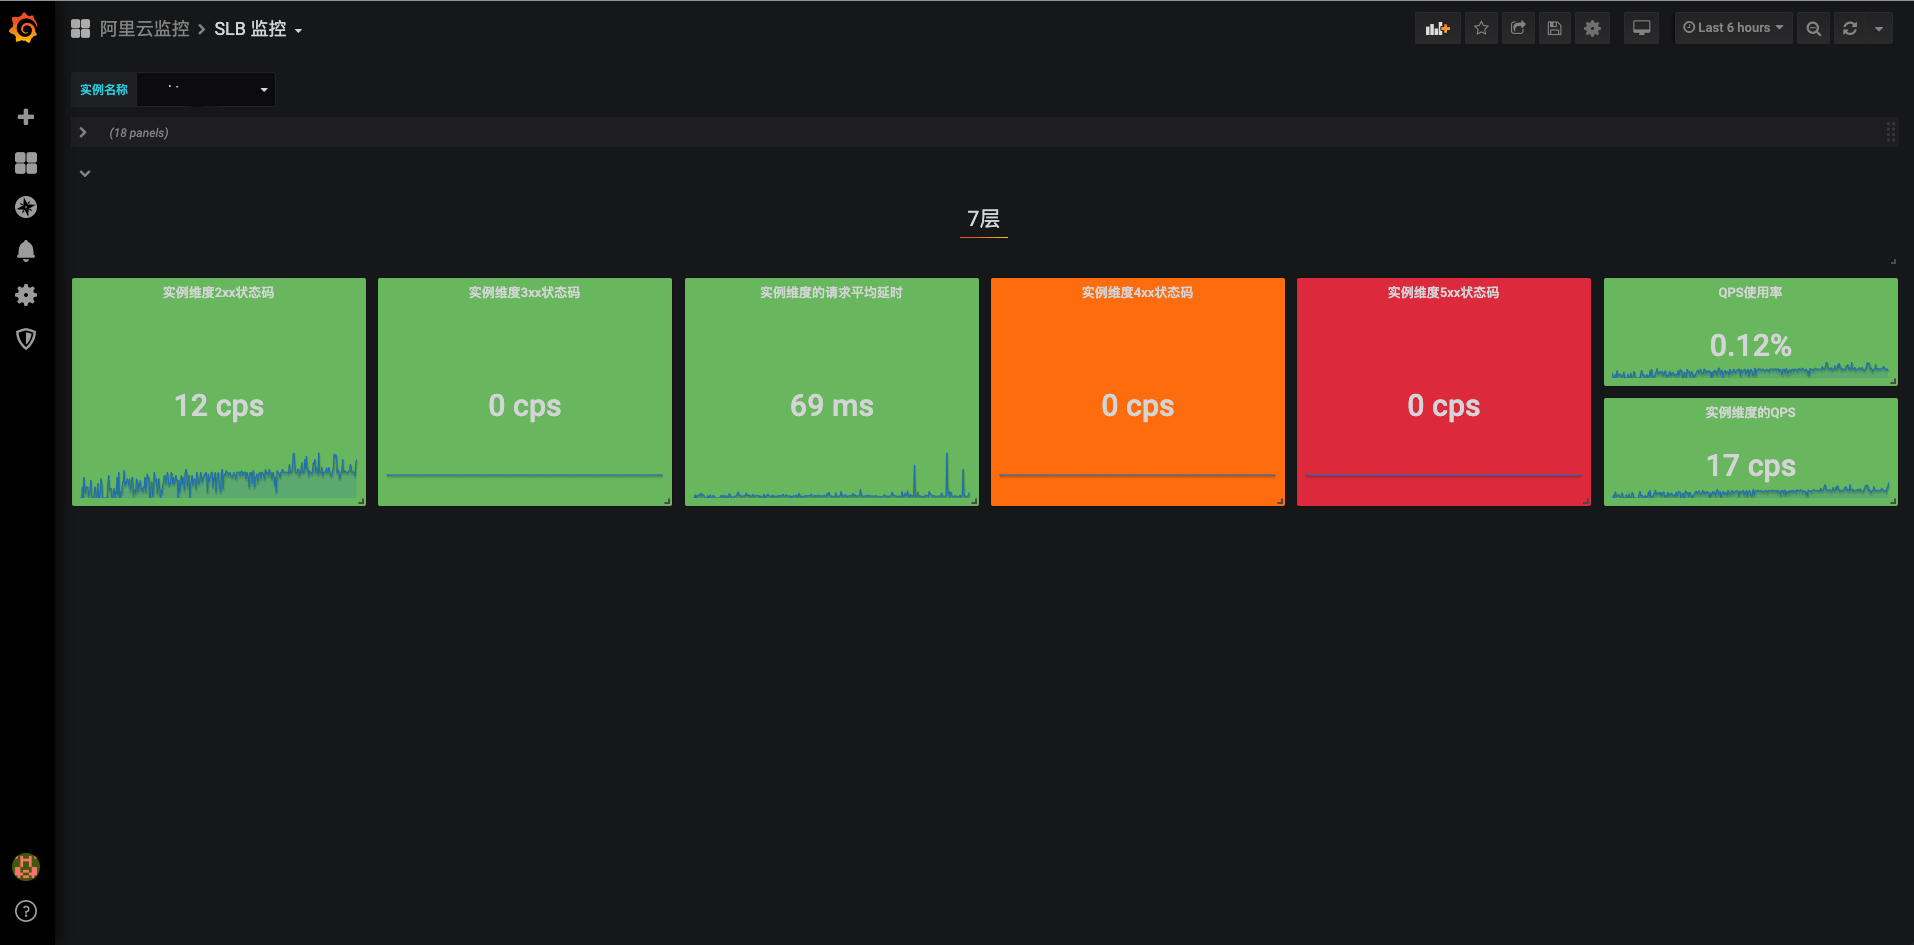 阿里云监控 > SLB 监控
Last 6 hours
实例名称
(18 panels)
7层
实例维度2xx状态码
12 cps
实例维度3xx状态码
0 cps
实例维度的请求平均延时
69 ms
实例维度4xx状态码
0 cps
实例维度5xx状态码
0 cps
QPS使用率
0.12%
实例维度的QPS
17 cps